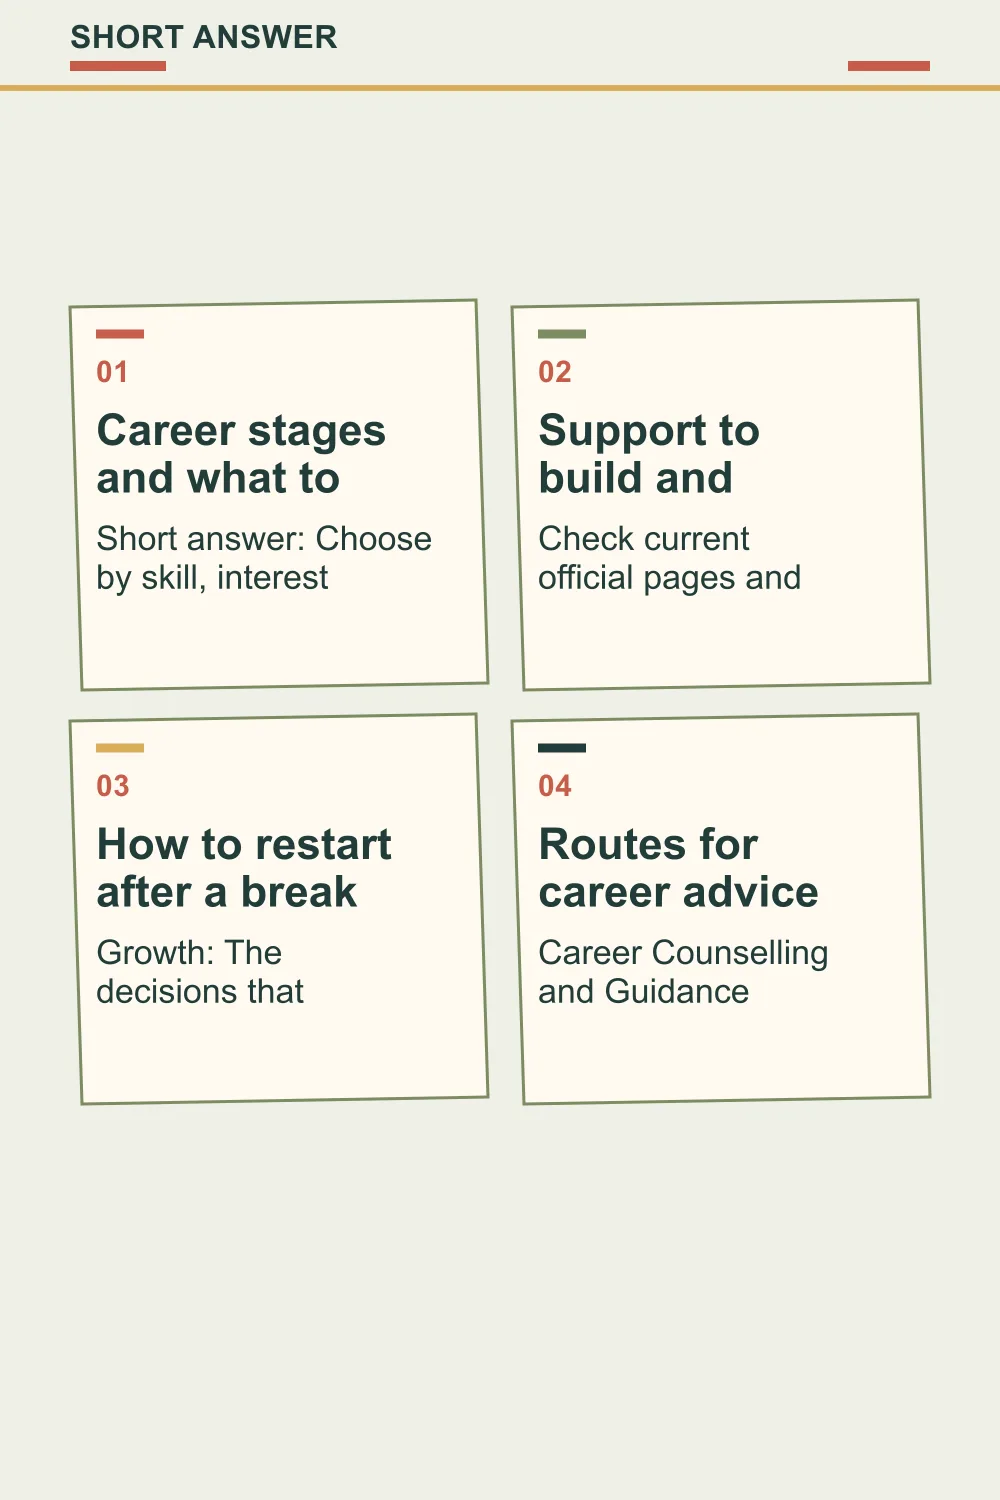 SHORT ANSWER
01
Career stages
and what to
Short answer: Choose
by skill, interest
02
Support to
build and
Check current
official pages and
03
How to restart
after a break
Growth: The
decisions that
04
Routes for
career advice
Career Counselling
and Guidance